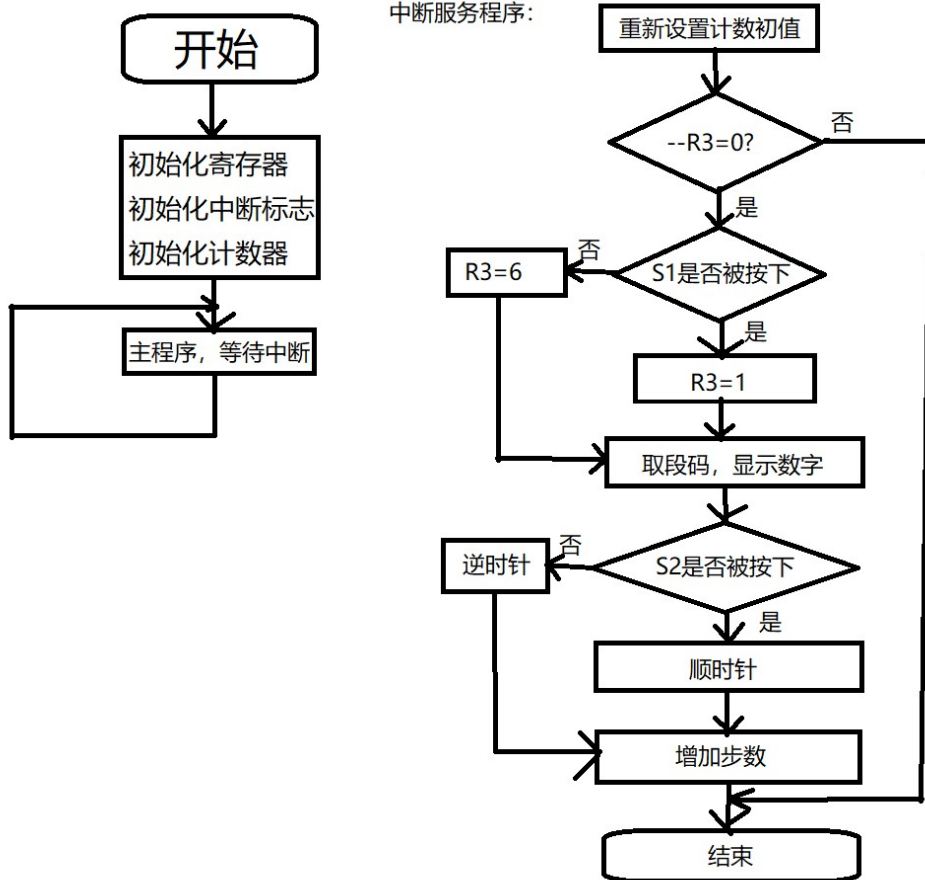 开始
初始化寄存器
初始化中断标志
初始化计数器
主程序，等待中断
中断服务程序：
重新设置计数初值
--R3=0?
否
是
S1是否被按下
否
R3=6
是
R3=1
取段码，显示数字
S2是否被按下
否
逆时针
是
顺时针
增加步数
结束